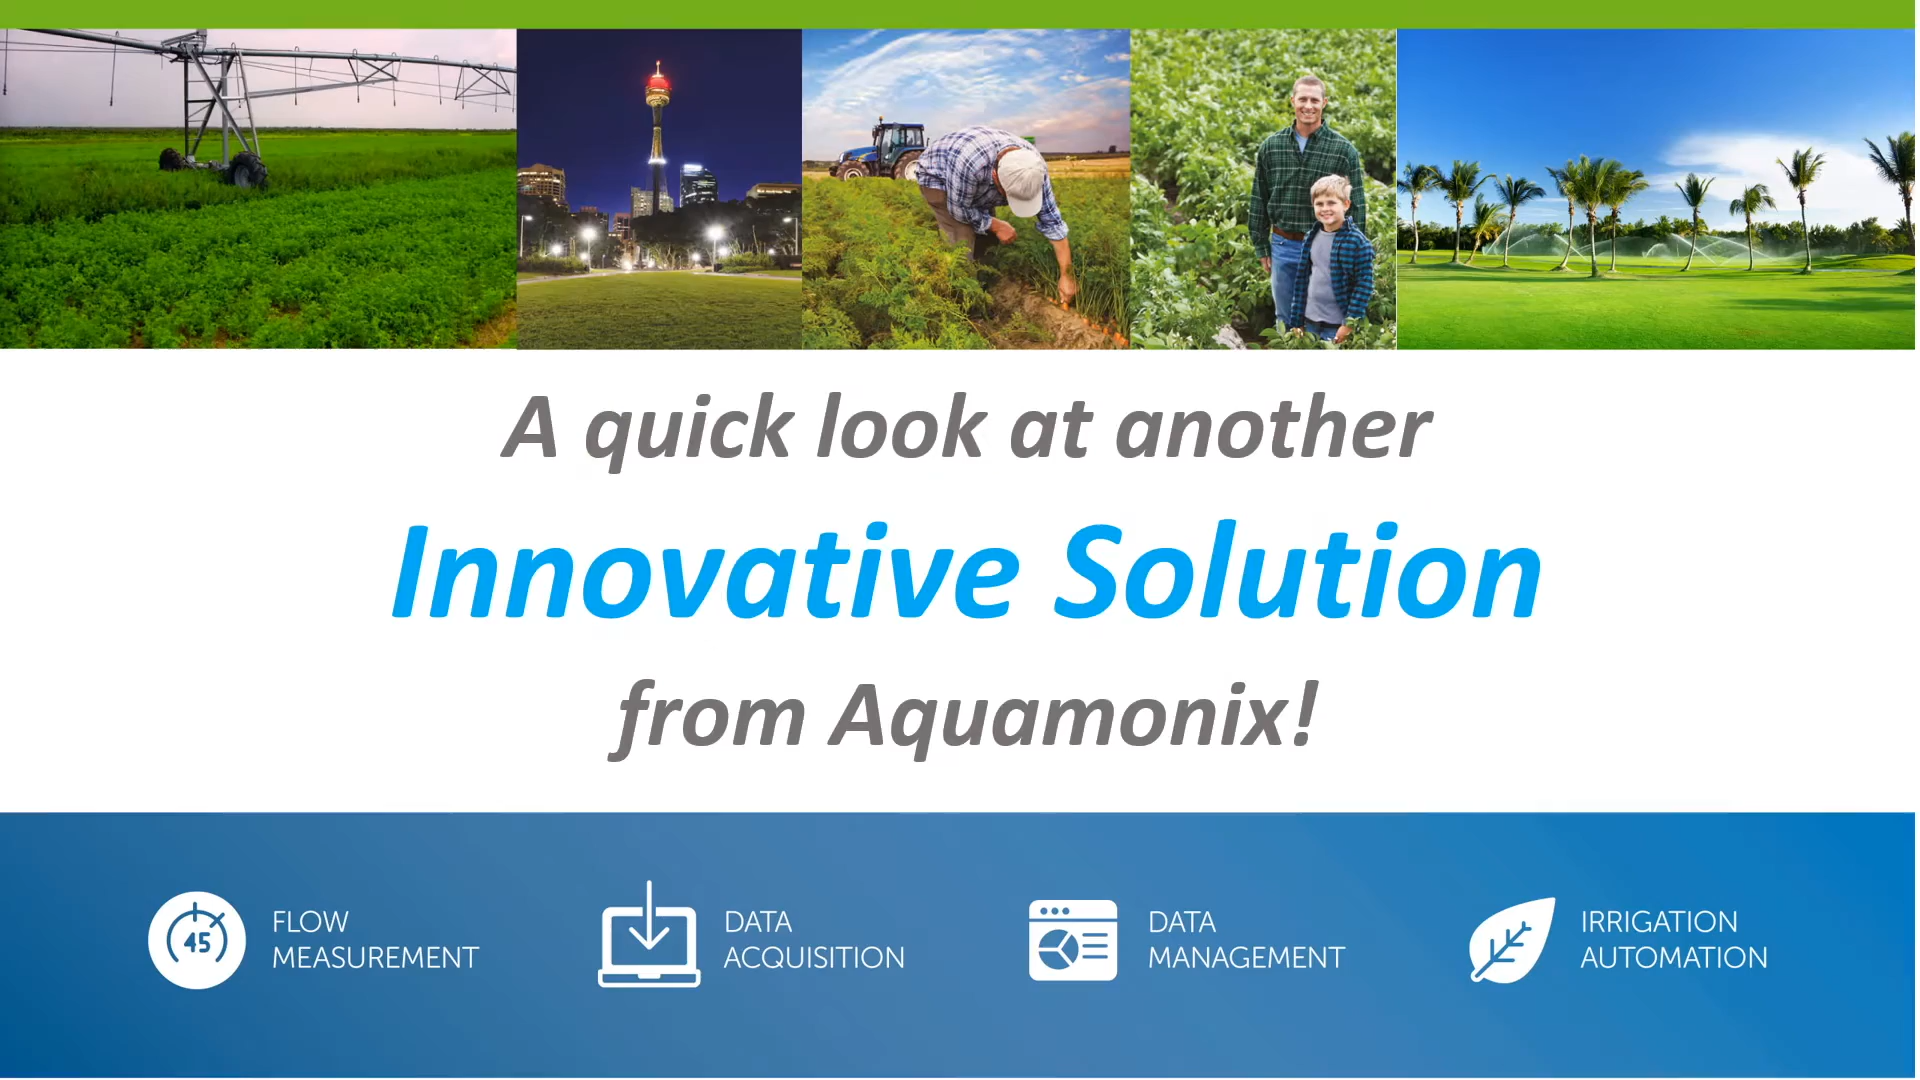 A quick look at another
Innovative Solution
from Aquamonix!
45
FLOW
MEASUREMENT
DATA
ACQUISITION
DATA
MANAGEMENT
IRRIGATION
AUTOMATION